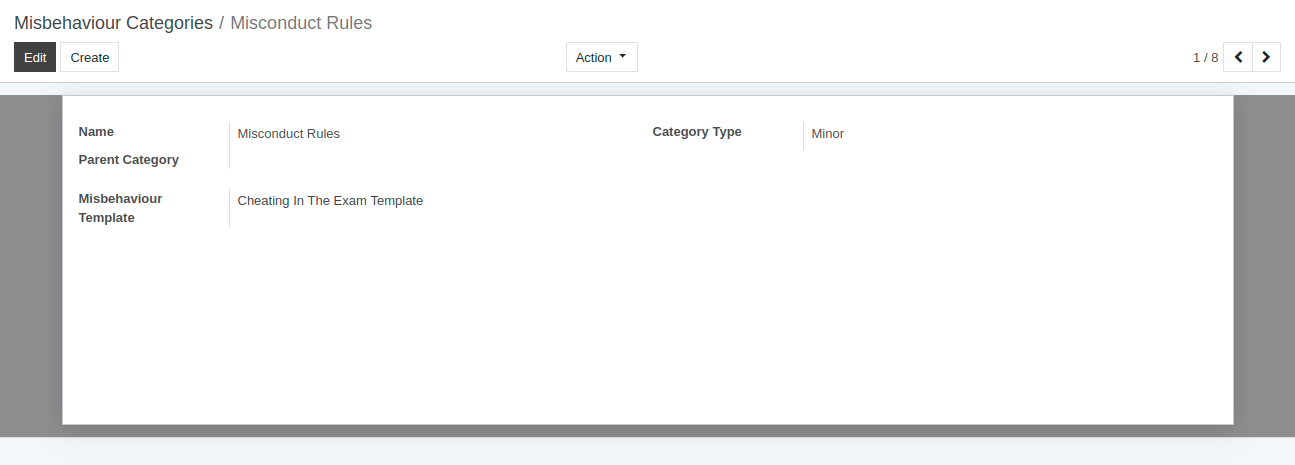 Misbehaviour Categories / Misconduct Rules
Edit Create Action 1 / 8
Name Misconduct Rules Category Type Minor
Parent Category
Misbehaviour Template Cheating In The Exam Template